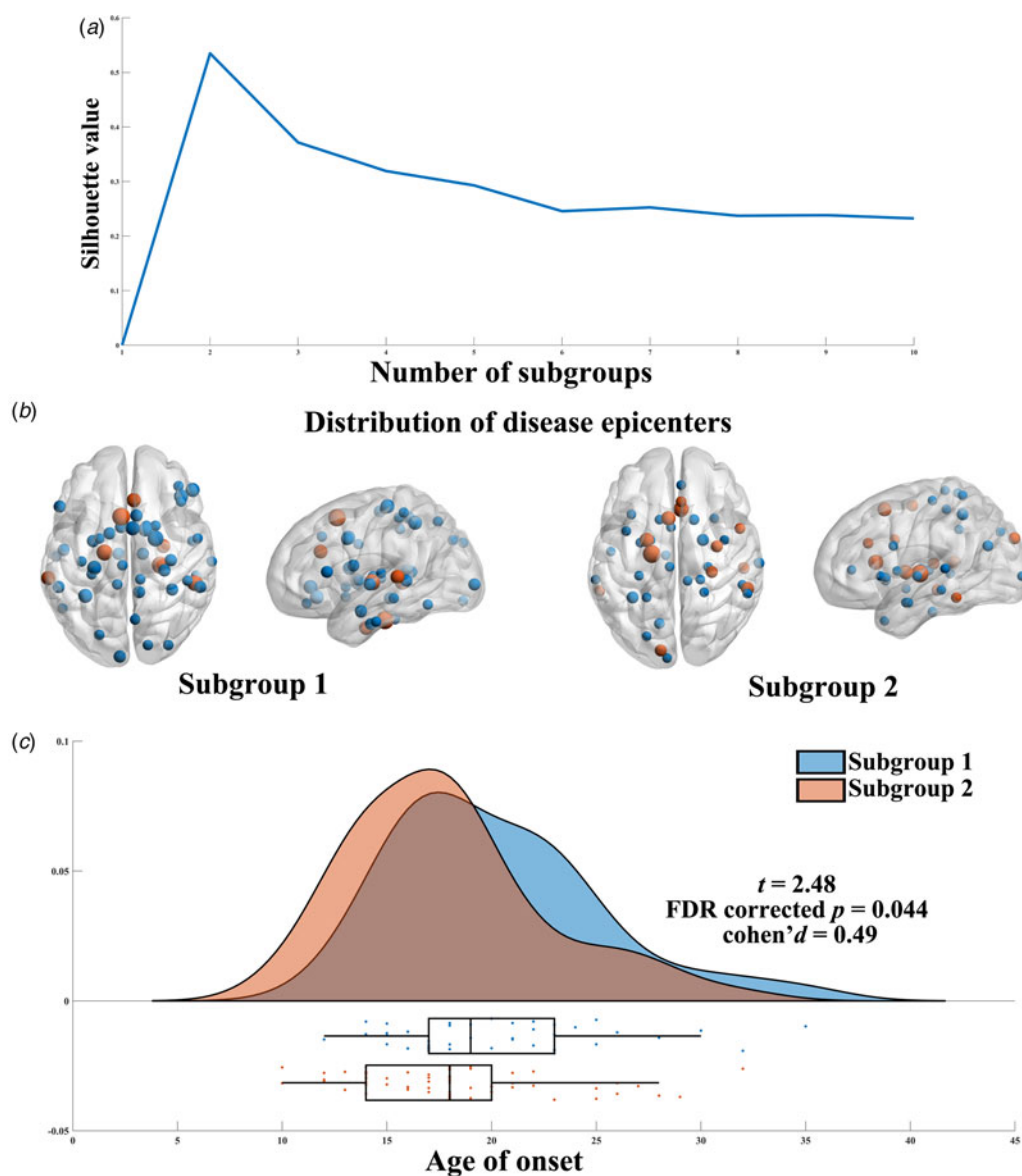 (a)
0.6
0.5
0.4
0.3
0.2
0.1
0
Silhouette value
1 2 3 4 5 6 7 8 9 10
Number of subgroups
(b)
Distribution of disease epicenters
Subgroup 1
Subgroup 2
(c)
0.1
0.05
0
-0.05
Subgroup 1
Subgroup 2
t = 2.48
FDR corrected p = 0.044
cohen'd = 0.49
0 5 10 15 20 25 30 35 40 45
Age of onset